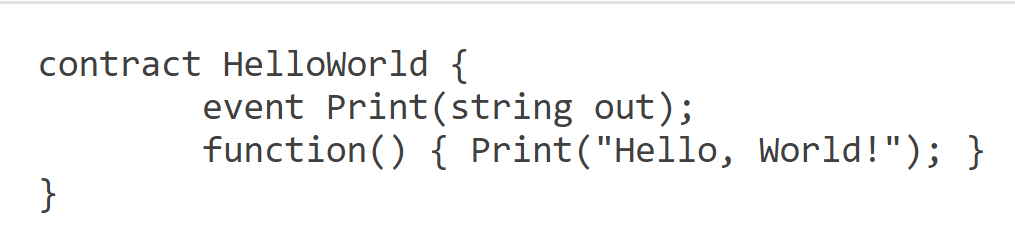 contract HelloWorld {
        event Print(string out);
        function() { Print("Hello, World!"); }
}